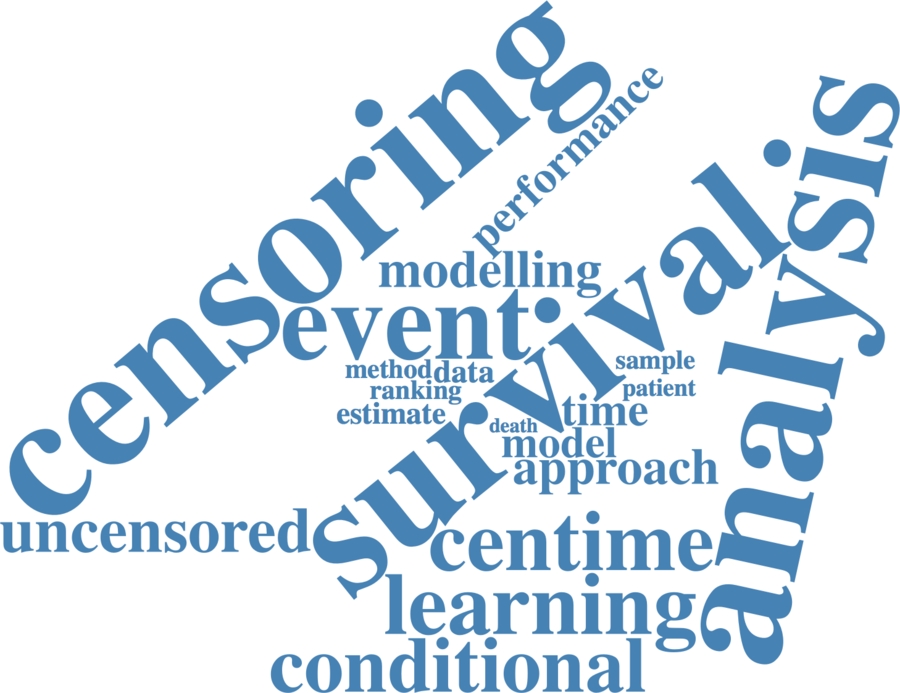 censoring
performance
modelling
event
survival
analysis
method
data
sample
ranking
patient
estimate
time
death
model
approach
uncensored
centime
learning
conditional